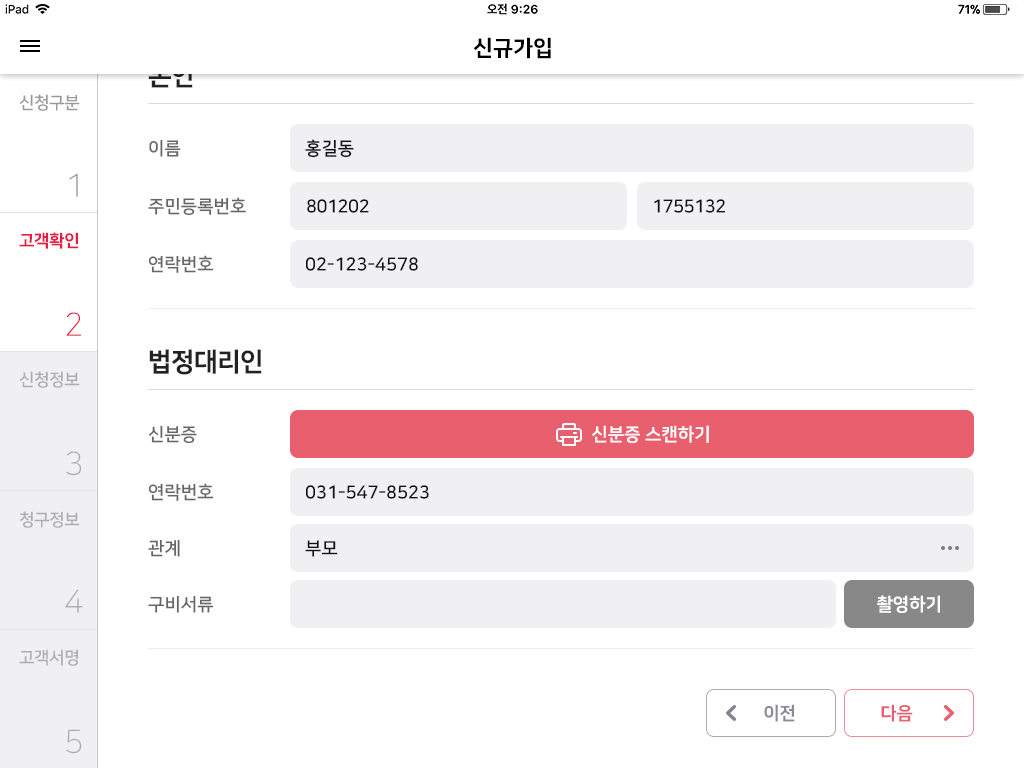 iPad 오전 9:26 71%
신규가입
본인
신청구분
1
고객확인
2
신청정보
3
청구정보
4
고객서명
5
이름 홍길동
주민등록번호 801202 1755132
연락번호 02-123-4578
법정대리인
신분증 신분증 스캔하기
연락번호 031-547-8523
관계 부모 •••
구비서류 촬영하기
이전 다음